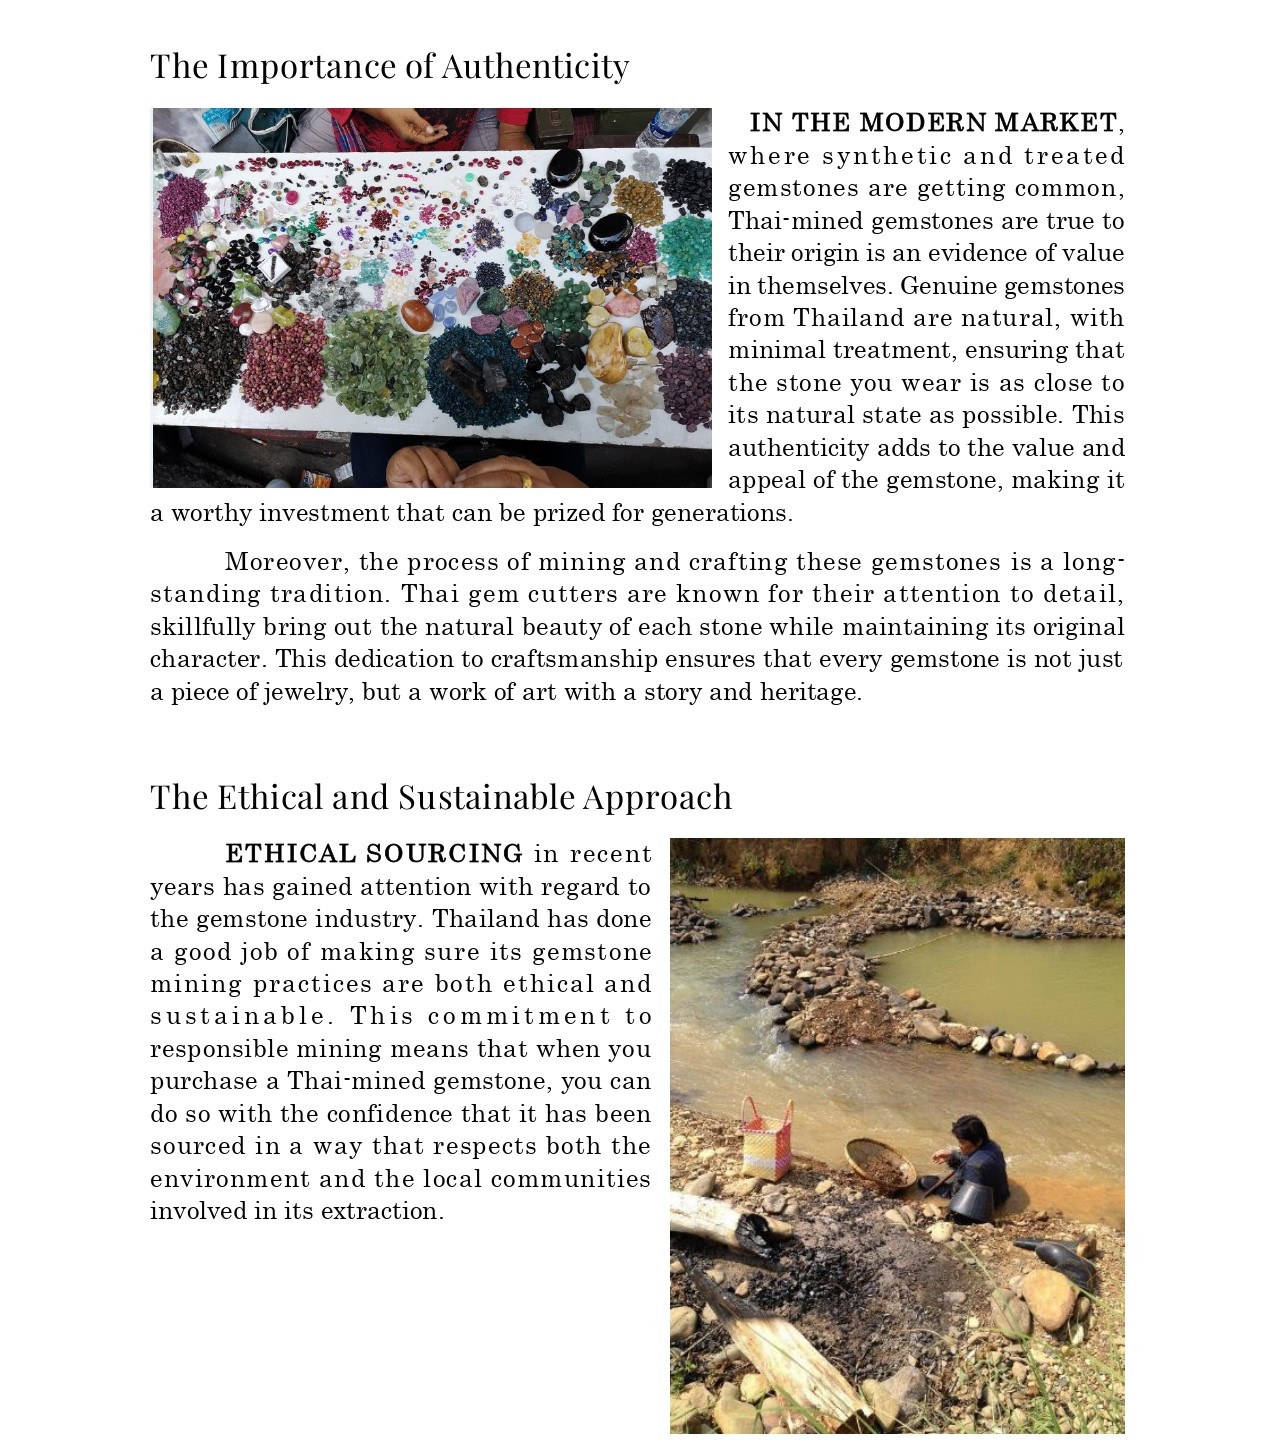 The Importance of Authenticity
IN THE MODERN MARKET,
where synthetic and treated
gemstones are getting common,
Thai-mined gemstones are true to
their origin is an evidence of value
in themselves. Genuine gemstones
from Thailand are natural, with
minimal treatment, ensuring that
the stone you wear is as close to
its natural state as possible. This
authenticity adds to the value and
appeal of the gemstone, making it
a worthy investment that can be prized for generations.
Moreover, the process of mining and crafting these gemstones is a long-
standing tradition. Thai gem cutters are known for their attention to detail,
skillfully bring out the natural beauty of each stone while maintaining its original
character. This dedication to craftsmanship ensures that every gemstone is not just
a piece of jewelry, but a work of art with a story and heritage.
The Ethical and Sustainable Approach
ETHICAL SOURCING in recent
years has gained attention with regard to
the gemstone industry. Thailand has done
a good job of making sure its gemstone
mining practices are both ethical and
sustainable. This commitment to
responsible mining means that when you
purchase a Thai-mined gemstone, you can
do so with the confidence that it has been
sourced in a way that respects both the
environment and the local communities
involved in its extraction.